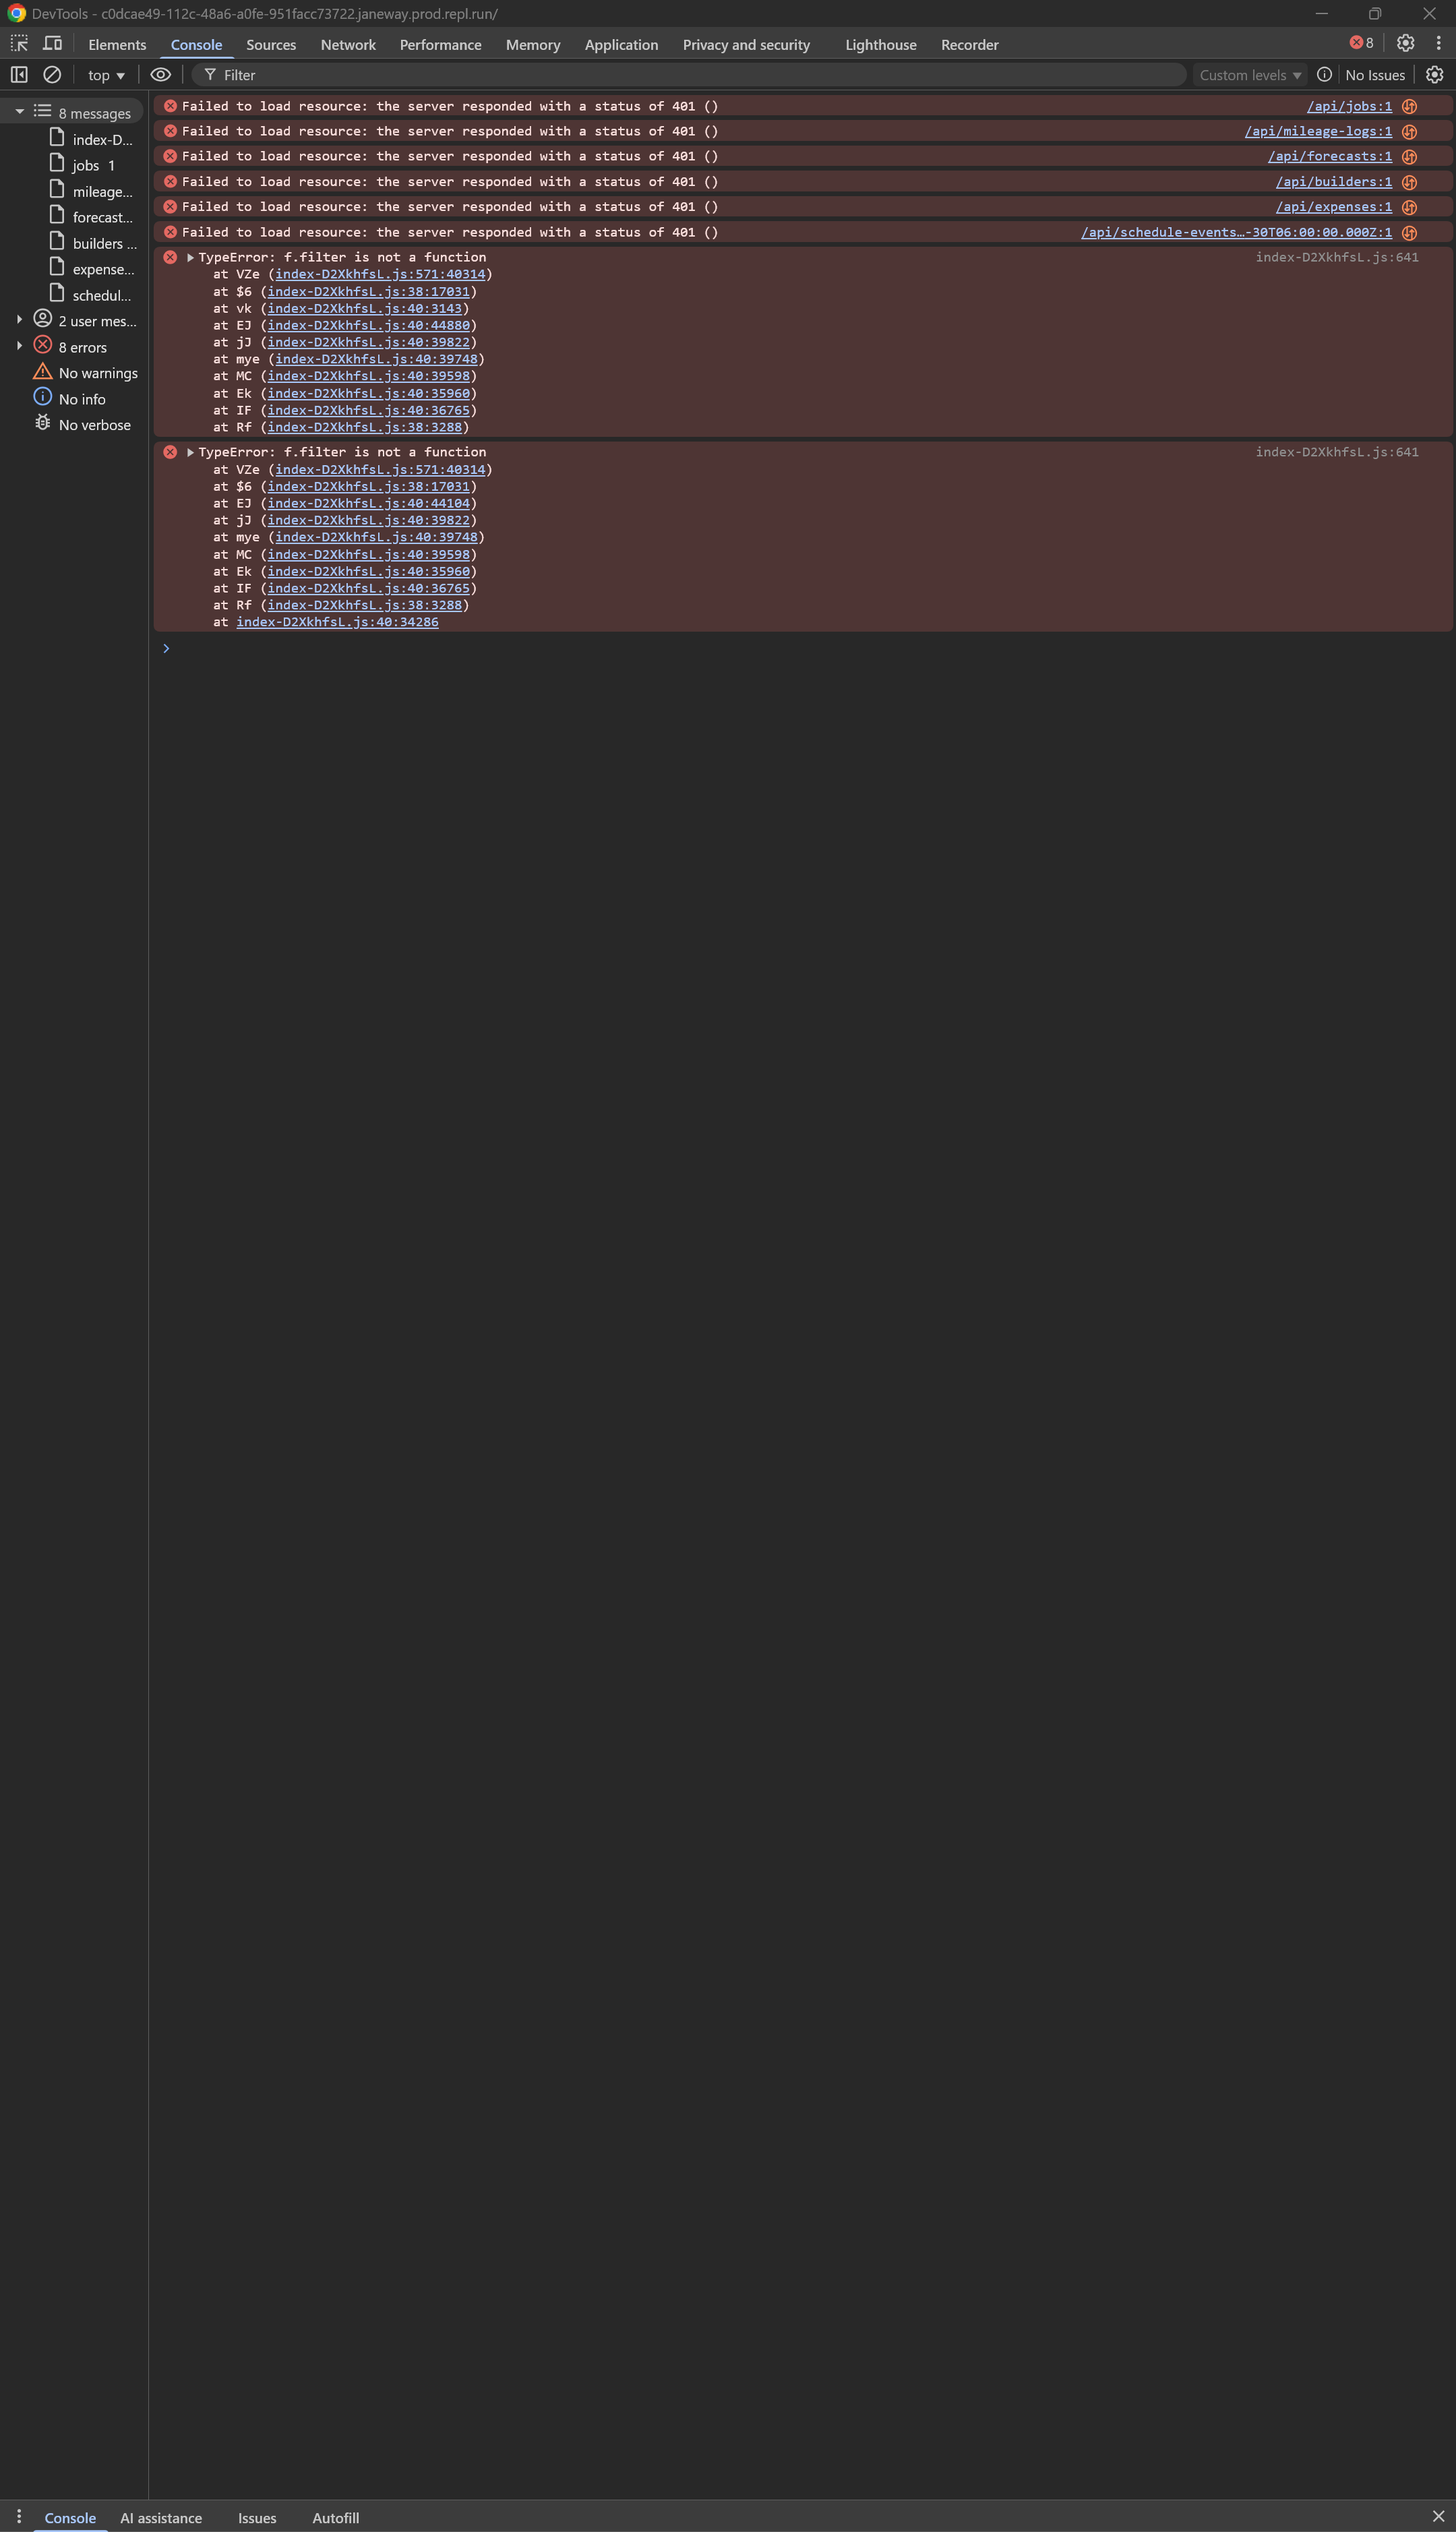 DevTools - c0dcae49-112c-48a6-a0fe-951facc73722.janeway.prod.repl.run/
Elements Console Sources Network Performance Memory Application Privacy and security Lighthouse Recorder 8
top Filter Custom levels No Issues
8 messages
index-D...
jobs 1
mileage...
forecast...
builders ...
expense...
schedul...
2 user mes...
8 errors
No warnings
No info
No verbose
Failed to load resource: the server responded with a status of 401 () /api/jobs:1
Failed to load resource: the server responded with a status of 401 () /api/mileage-logs:1
Failed to load resource: the server responded with a status of 401 () /api/forecasts:1
Failed to load resource: the server responded with a status of 401 () /api/builders:1
Failed to load resource: the server responded with a status of 401 () /api/expenses:1
Failed to load resource: the server responded with a status of 401 () /api/schedule-events…-30T06:00:00.000Z:1
TypeError: f.filter is not a function index-D2XkhfsL.js:641
at VZe (index-D2XkhfsL.js:571:40314)
at $6 (index-D2XkhfsL.js:38:17031)
at vk (index-D2XkhfsL.js:40:3143)
at EJ (index-D2XkhfsL.js:40:44880)
at jJ (index-D2XkhfsL.js:40:39822)
at mye (index-D2XkhfsL.js:40:39748)
at MC (index-D2XkhfsL.js:40:39598)
at Ek (index-D2XkhfsL.js:40:35960)
at IF (index-D2XkhfsL.js:40:36765)
at Rf (index-D2XkhfsL.js:38:3288)
TypeError: f.filter is not a function index-D2XkhfsL.js:641
at VZe (index-D2XkhfsL.js:571:40314)
at $6 (index-D2XkhfsL.js:38:17031)
at EJ (index-D2XkhfsL.js:40:44104)
at jJ (index-D2XkhfsL.js:40:39822)
at mye (index-D2XkhfsL.js:40:39748)
at MC (index-D2XkhfsL.js:40:39598)
at Ek (index-D2XkhfsL.js:40:35960)
at IF (index-D2XkhfsL.js:40:36765)
at Rf (index-D2XkhfsL.js:38:3288)
at index-D2XkhfsL.js:40:34286
Console AI assistance Issues Autofill